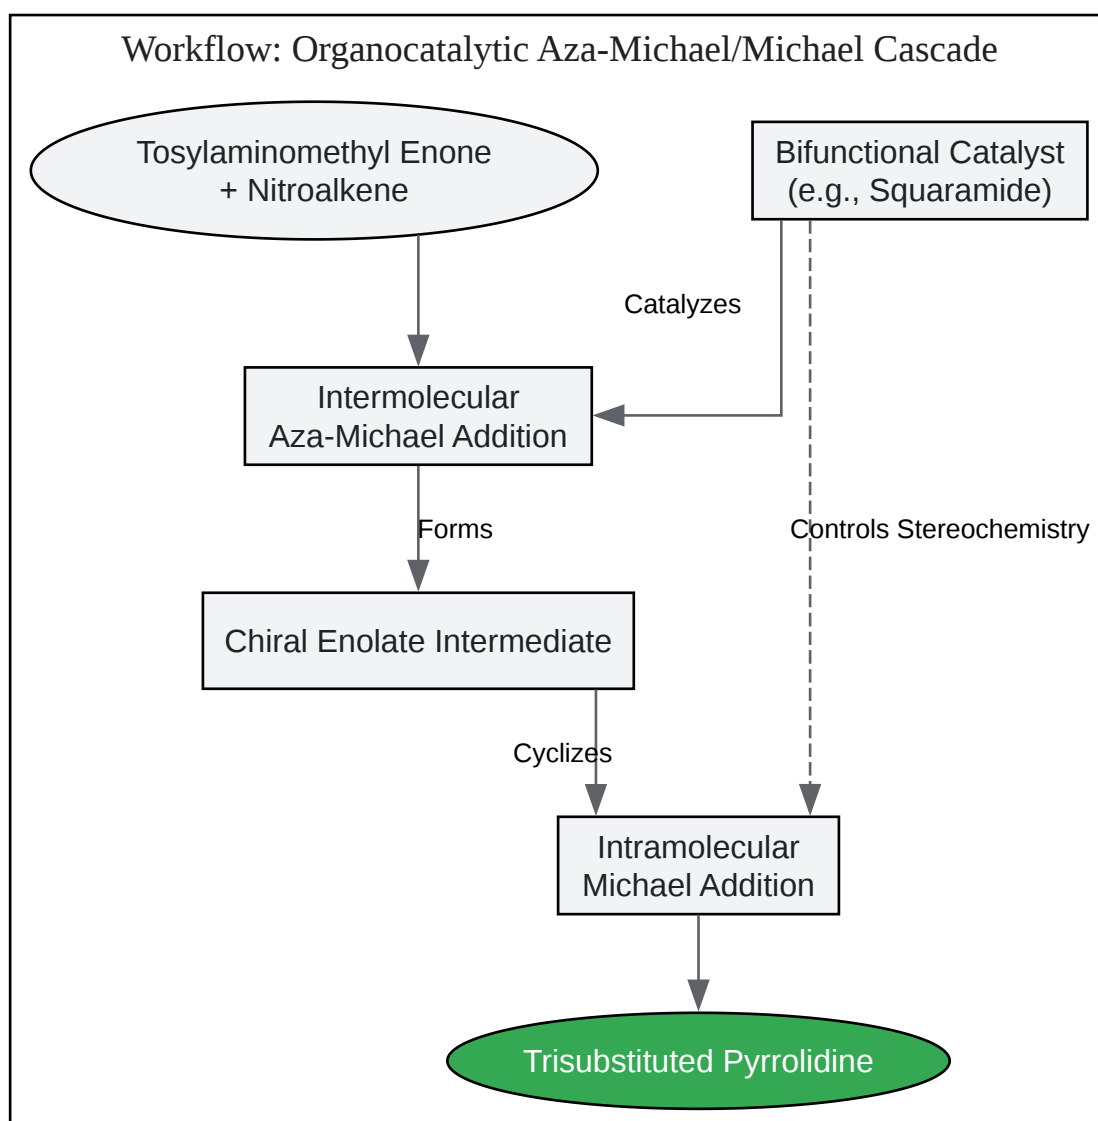 Workflow: Organocatalytic Aza-Michael/Michael Cascade
Tosylaminomethyl Enone
+ Nitroalkene
Bifunctional Catalyst
(e.g., Squaramide)
Catalyzes
Intermolecular
Aza-Michael Addition
Forms
Controls Stereochemistry
Chiral Enolate Intermediate
Cyclizes
Intramolecular
Michael Addition
Trisubstituted Pyrrolidine